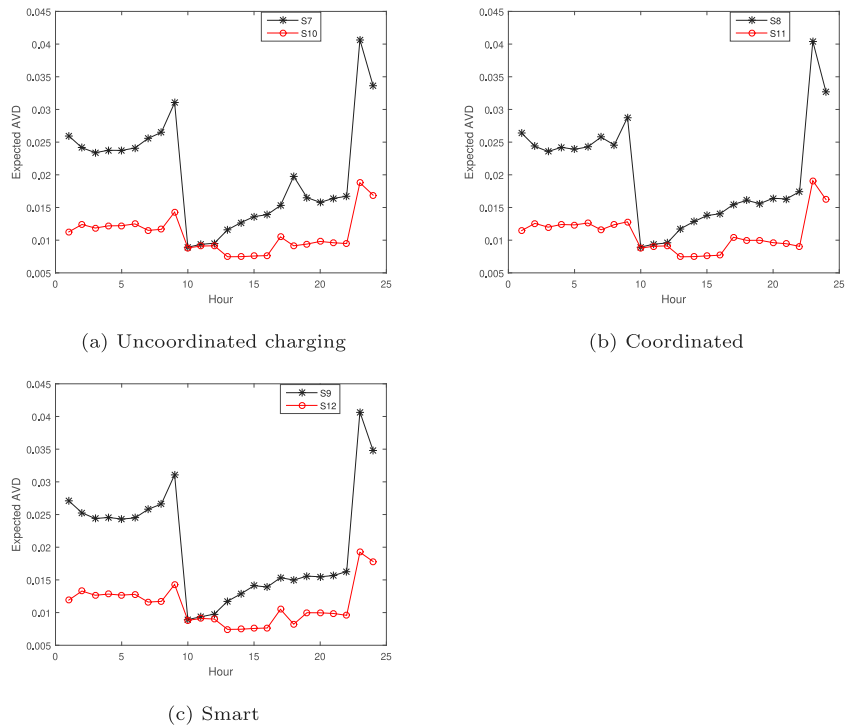 0.045
0.04
0.035
0.03
0.025
0.02
0.015
0.01
0.005
Expected AVD
S7
S10
0 5 10 15 20 25
Hour
(a) Uncoordinated charging
0.045
0.04
0.035
0.03
0.025
0.02
0.015
0.01
0.005
Expected AVD
S8
S11
0 5 10 15 20 25
Hour
(b) Coordinated
0.045
0.04
0.035
0.03
0.025
0.02
0.015
0.01
0.005
Expected AVD
S9
S12
0 5 10 15 20 25
Hour
(c) Smart